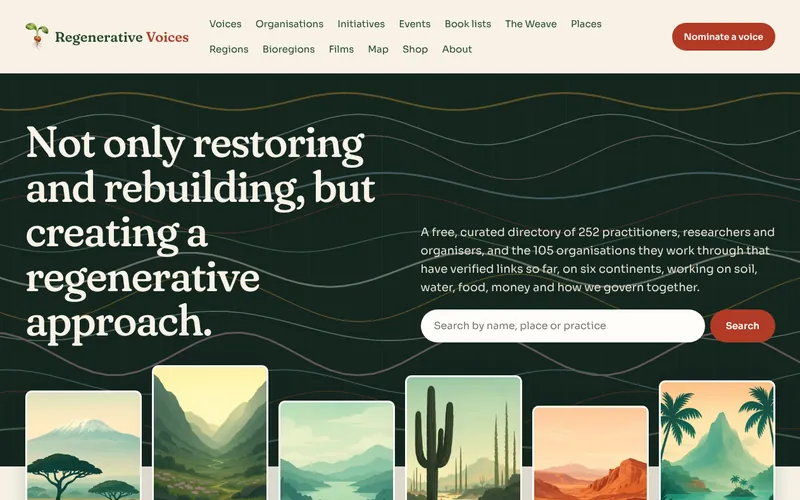 Regenerative Voices
Voices Organisations Initiatives Events Book lists The Weave Places
Regions Bioregions Films Map Shop About
Nominate a voice
Not only restoring
and rebuilding, but
creating a
regenerative
approach.
A free, curated directory of 252 practitioners, researchers and
organisers, and the 105 organisations they work through that
have verified links so far, on six continents, working on soil,
water, food, money and how we govern together.
Search by name, place or practice
Search